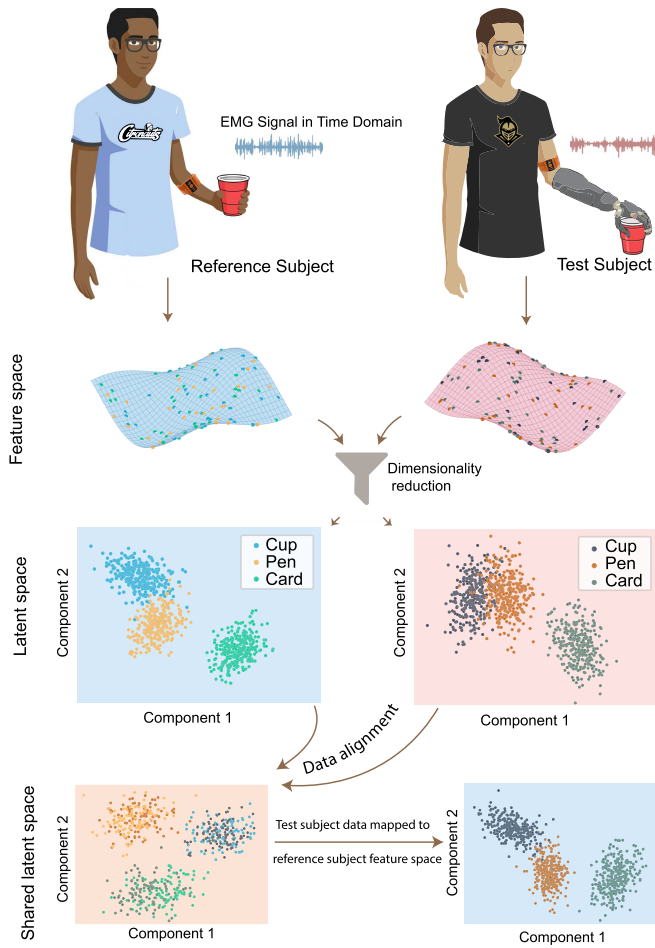 EMG Signal in Time Domain
Reference Subject
Test Subject
Feature space
Dimensionality
reduction
Latent space
Component 2
Cup
Pen
Card
Component 1
Component 2
Cup
Pen
Card
Component 1
Data alignment
Shared latent space
Component 2
Component 1
Test subject data mapped to
reference subject feature space
Component 2
Component 1